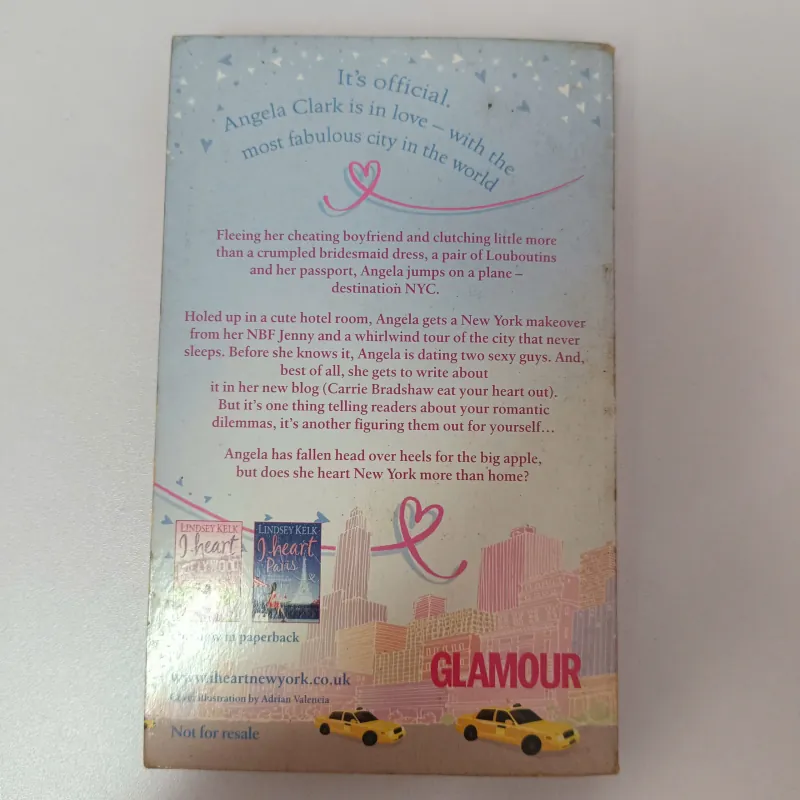 It's official.
Angela Clark is in love – with the
most fabulous city in the world
Fleeing her cheating boyfriend and clutching little more
than a crumpled bridesmaid dress, a pair of Louboutins
and her passport, Angela jumps on a plane –
destination NYC.
Holed up in a cute hotel room, Angela gets a New York makeover
from her NBF Jenny and a whirlwind tour of the city that never
sleeps. Before she knows it, Angela is dating two sexy guys. And,
best of all, she gets to write about
it in her new blog (Carrie Bradshaw eat your heart out).
But it's one thing telling readers about your romantic
dilemmas, it's another figuring them out for yourself…
Angela has fallen head over heels for the big apple,
but does she heart New York more than home?
LINDSEY KELK
I heart
LINDSEY KELK
I heart
Paris
in paperback
GLAMOUR
www.iheartnewyork.co.uk
Cover illustration by Adrian Valencia
Not for resale